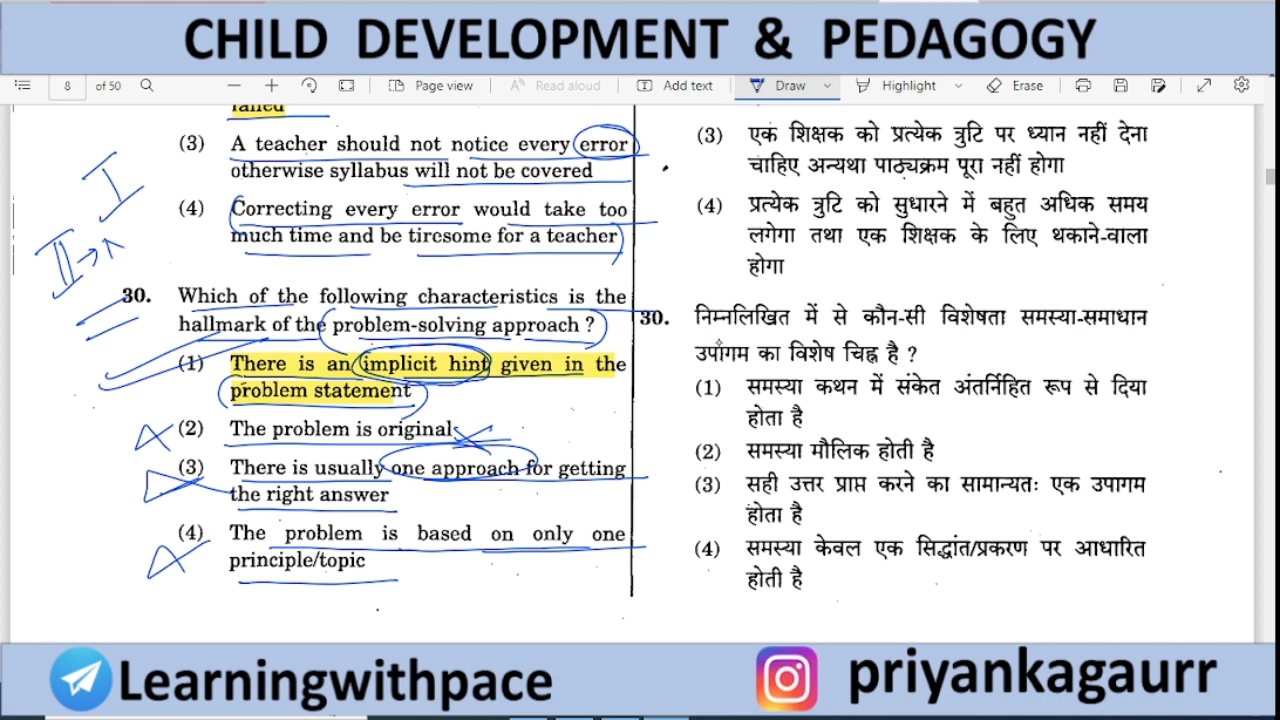 CHILD DEVELOPMENT & PEDAGOGY
8 of 50
Page view
Read aloud
Add text
Draw
Highlight
Erase
failed
(3) A teacher should not notice every error
otherwise syllabus will not be covered
(4) Correcting every error would take too
much time and be tiresome for a teacher
I
II
30. Which of the following characteristics is the
hallmark of the problem-solving approach ?
(1) There is an implicit hint given in the
problem statement
(2) The problem is original
(3) There is usually one approach for getting
the right answer
(4) The problem is based on only one
principle/topic
(3) एक शिक्षक को प्रत्येक त्रुटि पर ध्यान नहीं देना
चाहिए अन्यथा पाठ्यक्रम पूरा नहीं होगा
(4) प्रत्येक त्रुटि को सुधारने में बहुत अधिक समय
लगेगा तथा एक शिक्षक के लिए थकाने-वाला
होगा
30. निम्नलिखित में से कौन-सी विशेषता समस्या-समाधान
उपागम का विशेष चिह्न है ?
(1) समस्या कथन में संकेत अंतर्निहित रूप से दिया
होता है
(2) समस्या मौलिक होती है
(3) सही उत्तर प्राप्त करने का सामान्यतः एक उपागम
होता है
(4) समस्या केवल एक सिद्धांत/प्रकरण पर आधारित
होती है
Learningwithpace
priyankagaurr